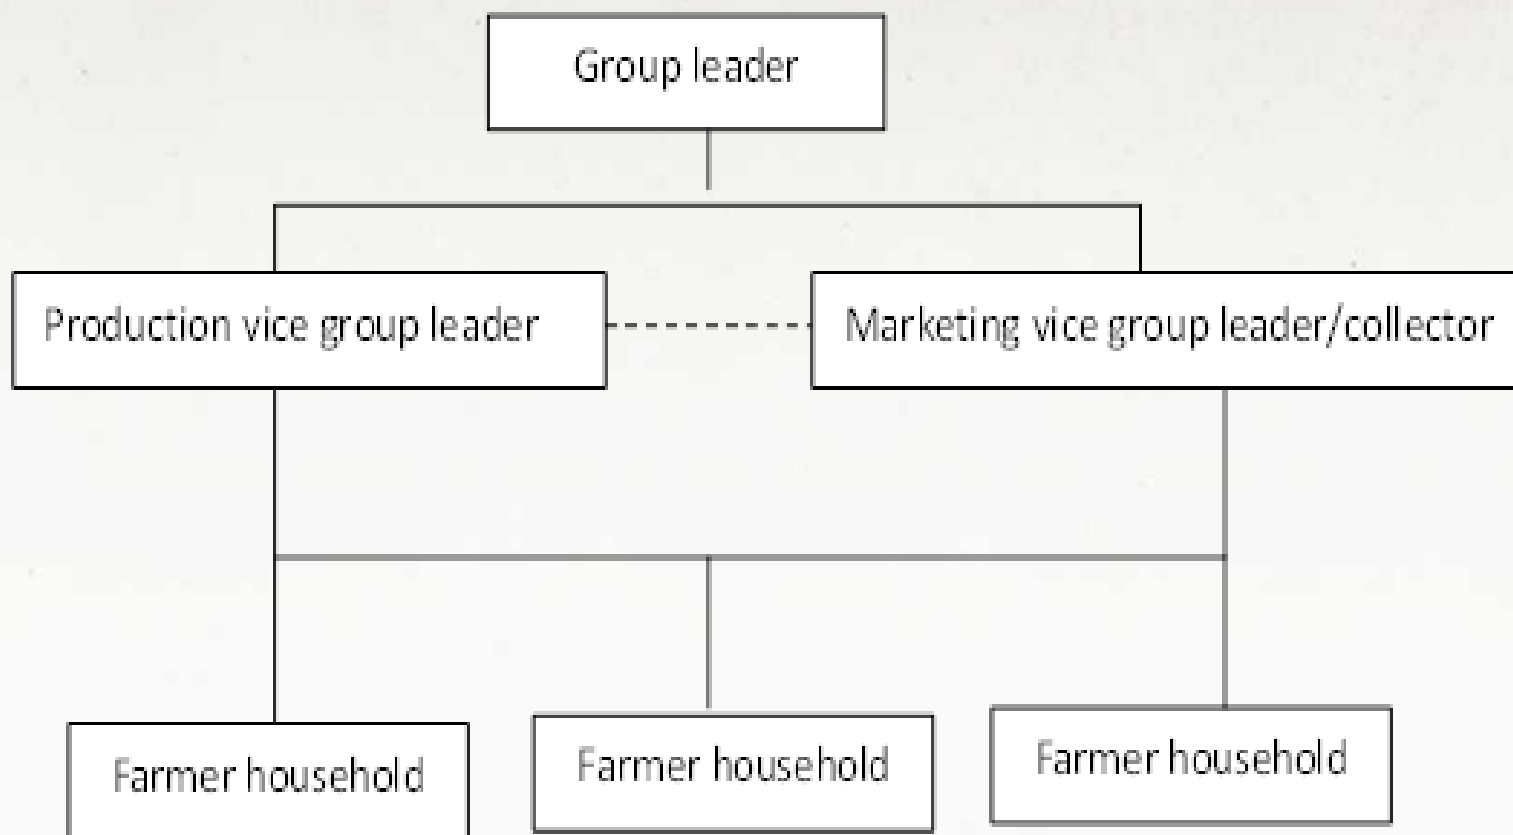 Group leader
Production vice group leader
Marketing vice group leader/collector
Farmer household
Farmer household
Farmer household